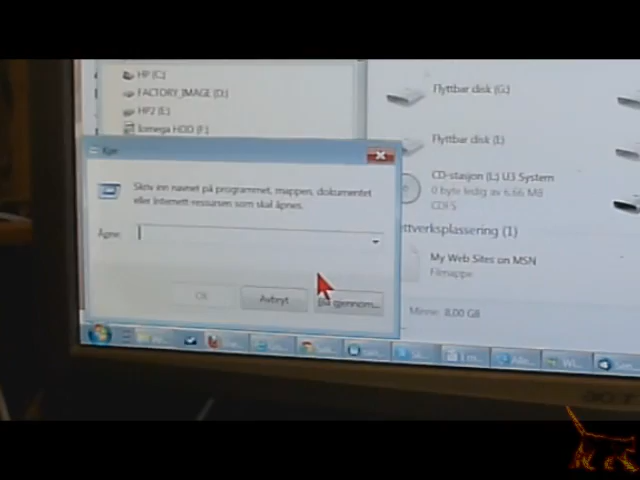 HP (C:)
FACTORY_IMAGE (D:)
HP2 (E:)
Iomega HDD (F:)
Flyttbar disk (G:)
Flyttbar disk (I:)
CD-stasjon (L:) U3 System
0 byte ledig av 6,66 MB
CDFS
ttverksplassering (1)
My Web Sites on MSN
Filmappe
Minne: 8,00 GB
Kjør
Skriv inn navnet på programmet, mappen, dokumentet
eller Internett-ressursen som skal åpnes.
Åpne:
OK
Avbryt
gjennom...